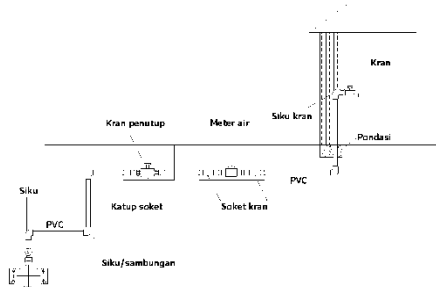 Kran
Siku kran
Kran penutup
Meter air
Pondasi
PVC
Siku
Katup soket
Soket kran
PVC
Siku/sambungan